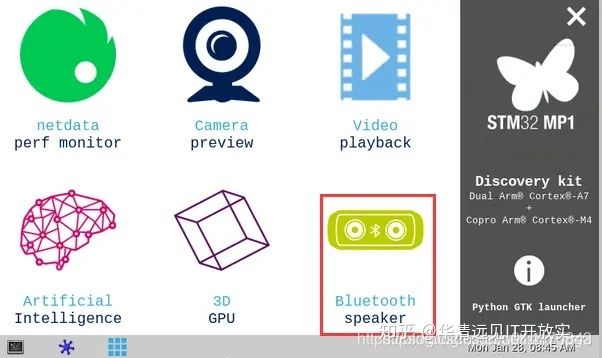 netdata
perf monitor
Camera
preview
Video
playback
STM32 MP1
Discovery kit
Dual Arm® Cortex®-A7
+
Copro Arm® Cortex®-M4
Artificial
Intelligence
3D
GPU
Bluetooth
speaker
Python GTK launcher
知乎 @华清远见IT开放实
Mon Jan 28, 08:45 AM